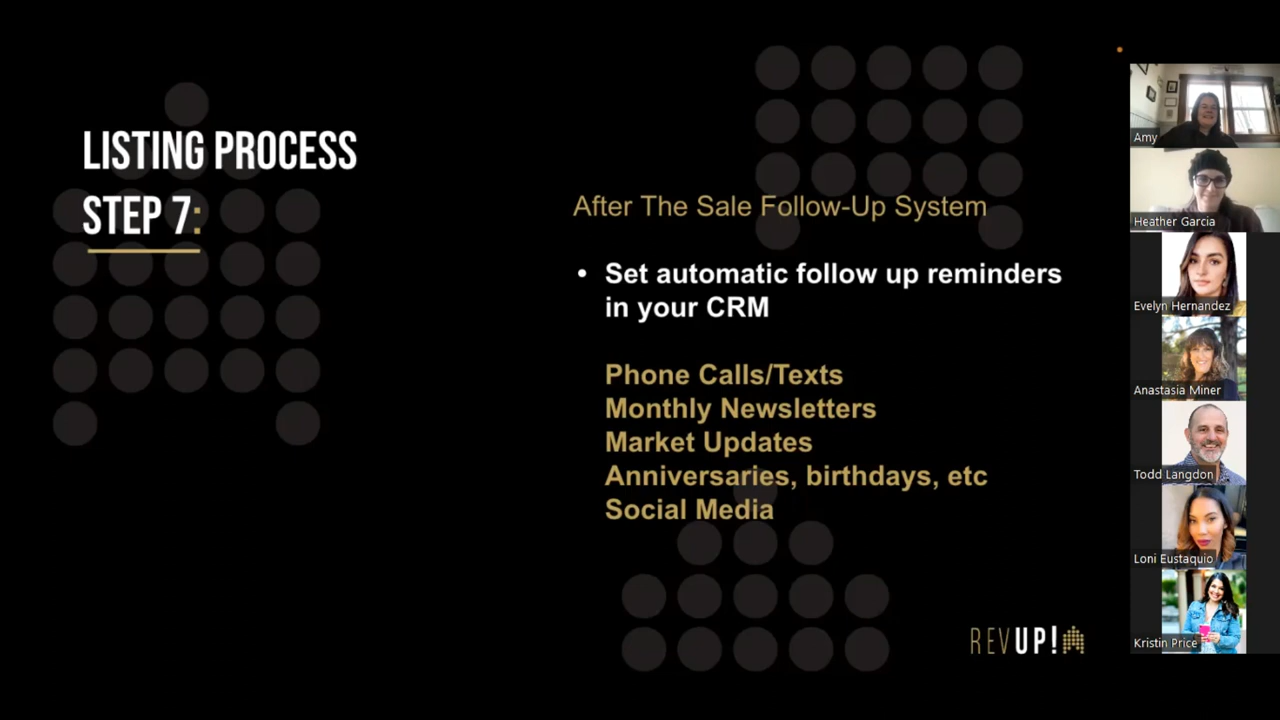 LISTING PROCESS
STEP 7:
After The Sale Follow-Up System
• Set automatic follow up reminders
in your CRM
Phone Calls/Texts
Monthly Newsletters
Market Updates
Anniversaries, birthdays, etc
Social Media
REVUP!
Amy
Heather Garcia
Evelyn Hernandez
Anastasia Miner
Todd Langdon
Loni Eustaquio
Kristin Price